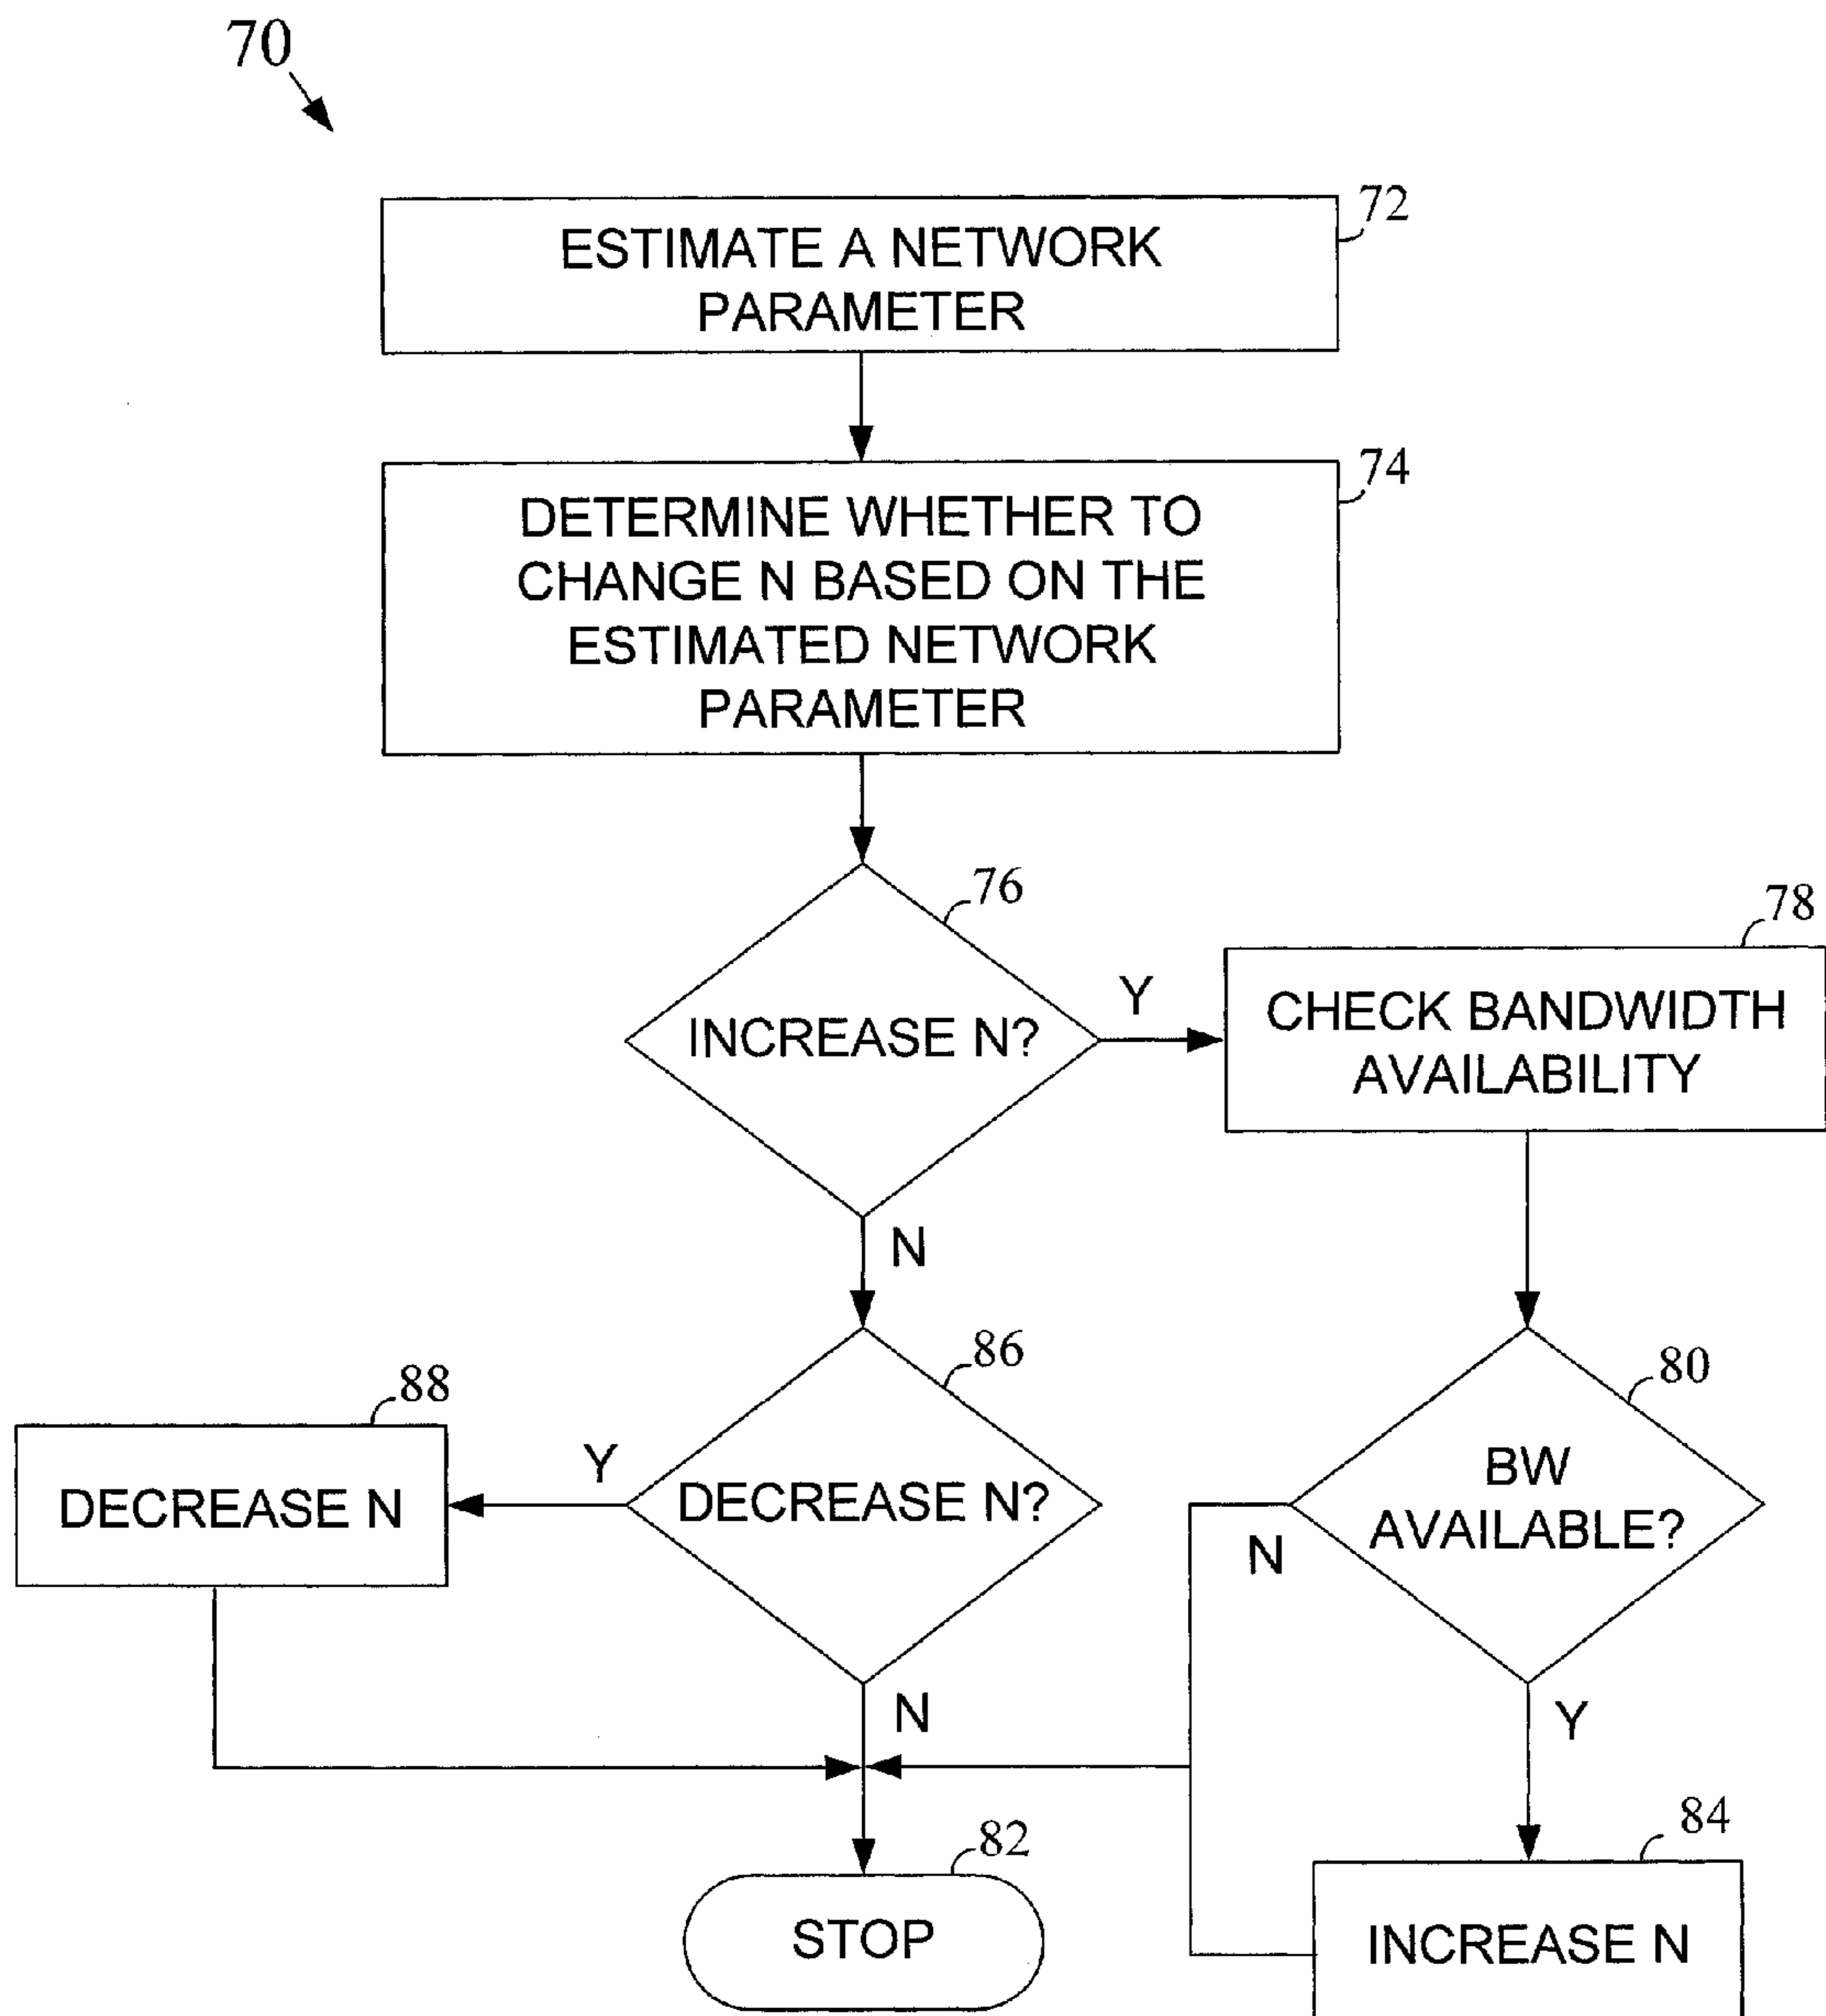 70
72
ESTIMATE A NETWORK
PARAMETER
74
DETERMINE WHETHER TO
CHANGE N BASED ON THE
ESTIMATED NETWORK
PARAMETER
76
INCREASE N?
Y
78
CHECK BANDWIDTH
AVAILABILITY
N
86
DECREASE N?
Y
88
DECREASE N
80
BW
AVAILABLE?
N
N
Y
82
STOP
84
INCREASE N